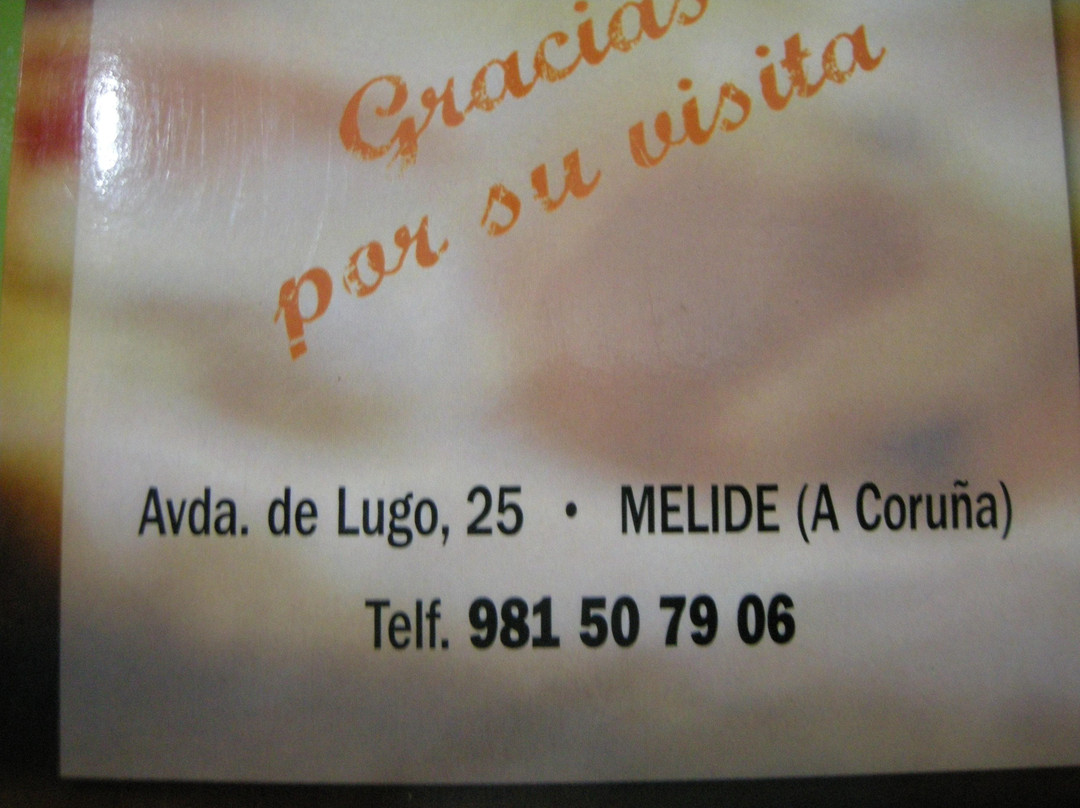 Gracias
por su visita
Avda. de Lugo, 25 • MELIDE (A Coruña)
Telf. 981 50 79 06